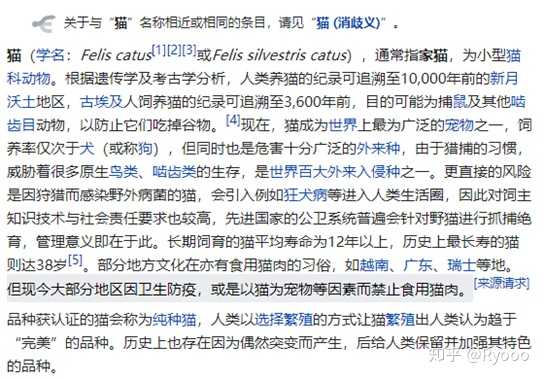 关于与“猫”名称相近或相同的条目，请见“猫 (消歧义)”。
猫（学名：Felis catus[1][2][3]或Felis silvestris catus），通常指家猫，为小型猫
科动物。根据遗传学及考古学分析，人类养猫的纪录可追溯至10,000年前的新月
沃土地区，古埃及人饲养猫的纪录可追溯至3,600年前，目的可能为捕鼠及其他啮
齿目动物，以防止它们吃掉谷物。[4]现在，猫成为世界上最为广泛的宠物之一，饲
养率仅次于犬（或称狗），但同时也是危害十分广泛的外来种，由于猎捕的习惯，
威胁着很多原生鸟类、啮齿类的生存，是世界百大外来入侵种之一。更直接的风险
是因狩猎而感染野外病菌的猫，会引入例如狂犬病等进入人类生活圈，因此对饲主
知识技术与社会责任要求也较高，先进国家的公卫系统普遍会针对野猫进行抓捕绝
育，管理意义即在于此。长期饲育的猫平均寿命为12年以上，历史上最长寿的猫
则达38岁[5]。部分地方文化在亦有食用猫肉的习俗，如越南、广东、瑞士等地。
但现今大部分地区因卫生防疫，或是以猫为宠物等因素而禁止食用猫肉。[来源请求]
品种获认证的猫会称为纯种猫，人类以选择繁殖的方式让猫繁殖出人类认为趋于
“完美”的品种。历史上也存在因为偶然突变而产生，后给人类保留并加强其特色
的品种。
知乎 @Ryooo